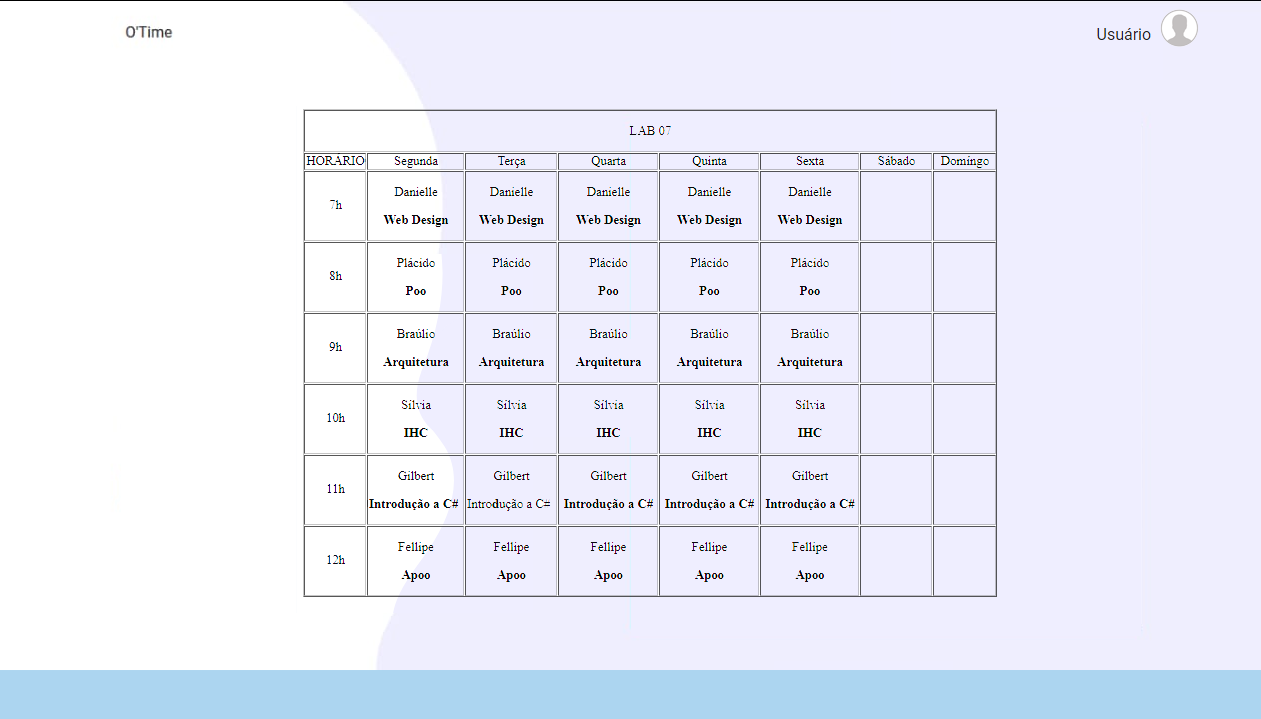 O'Time
Usuário
LAB 07
HORÁRIO Segunda Terça Quarta Quinta Sexta Sábado Domingo
Danielle Danielle Danielle Danielle Danielle
7h
Web Design Web Design Web Design Web Design Web Design
Plácido Plácido Plácido Plácido Plácido
8h
Poo Poo Poo Poo Poo
Braúlio Braúlio Braúlio Braúlio Braúlio
9h
Arquitetura Arquitetura Arquitetura Arquitetura Arquitetura
Sílvia Sílvia Sílvia Sílvia Sílvia
10h
IHC IHC IHC IHC IHC
Gilbert Gilbert Gilbert Gilbert Gilbert
11h
Introdução a C# Introdução a C# Introdução a C# Introdução a C# Introdução a C#
Fellipe Fellipe Fellipe Fellipe Fellipe
12h
Apoo Apoo Apoo Apoo Apoo